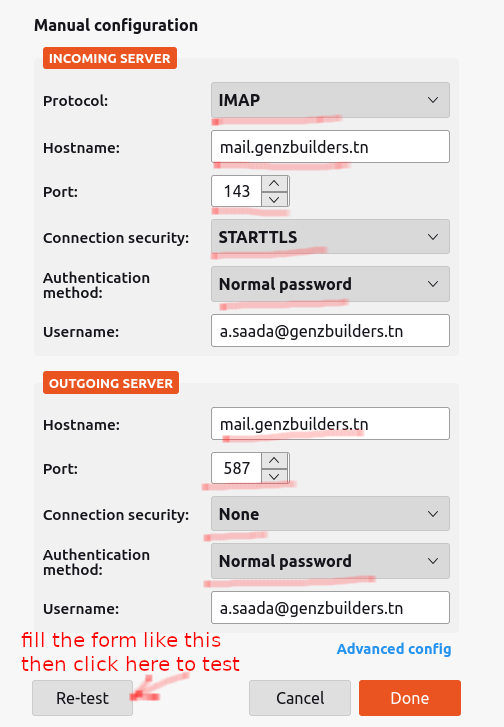 Manual configuration
INCOMING SERVER
Protocol: IMAP
Hostname: mail.genzbuilders.tn
Port: 143
Connection security: STARTTLS
Authentication
method: Normal password
Username: a.saada@genzbuilders.tn
OUTGOING SERVER
Hostname: mail.genzbuilders.tn
Port: 587
Connection security: None
Authentication
method: Normal password
Username: a.saada@genzbuilders.tn
fill the form like this
then click here to test
Advanced config
Re-test Cancel Done